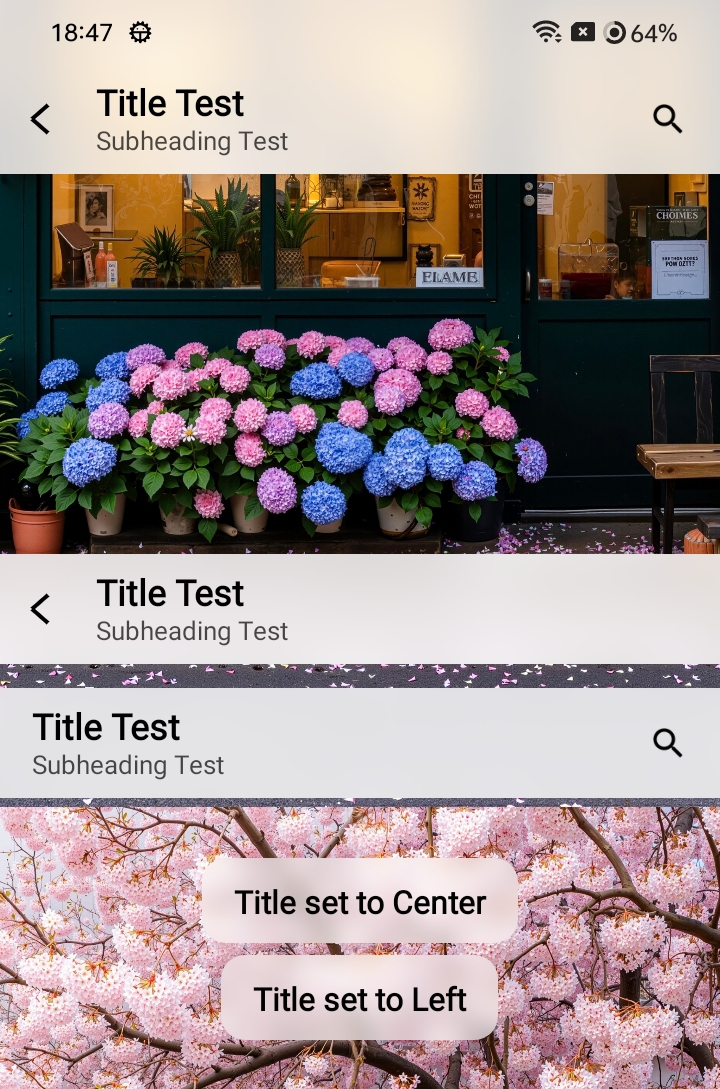 18:47
64%
Title Test
Subheading Test
CHOIMES
ELAME
Title Test
Subheading Test
Title Test
Subheading Test
Title set to Center
Title set to Left